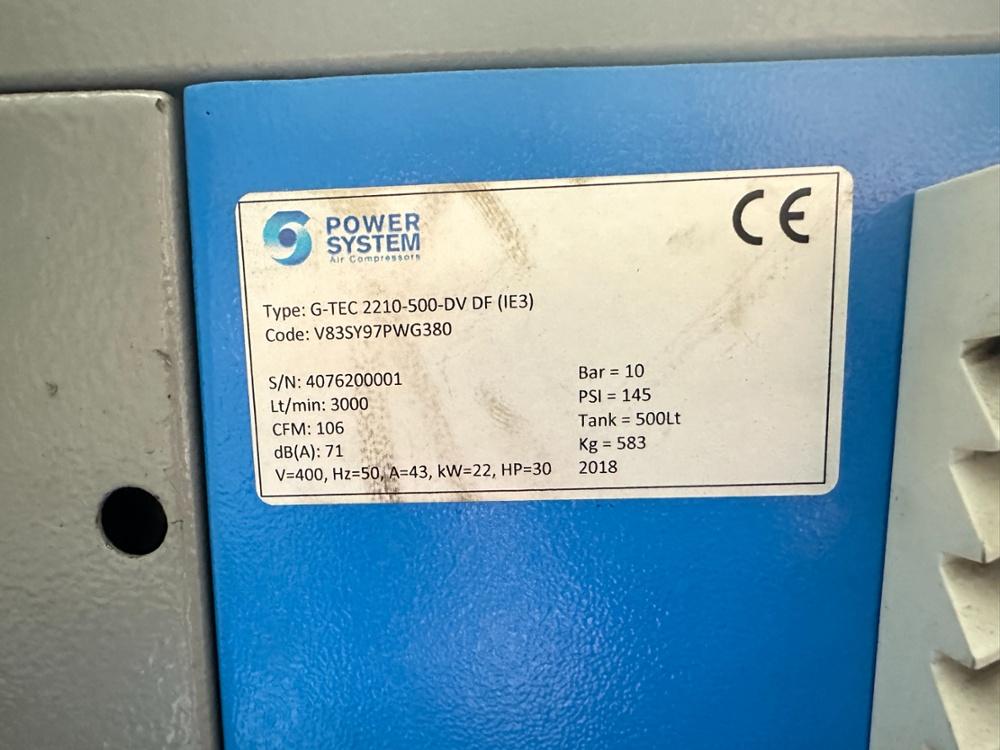 POWER
SYSTEM
Air Compressors
CE
Type: G-TEC 2210-500-DV DF (IE3)
Code: V83SY97PWG380
S/N: 4076200001
Lt/min: 3000
CFM: 106
dB(A): 71
V=400, Hz=50, A=43, kW=22, HP=30
Bar = 10
PSI = 145
Tank = 500Lt
Kg = 583
2018